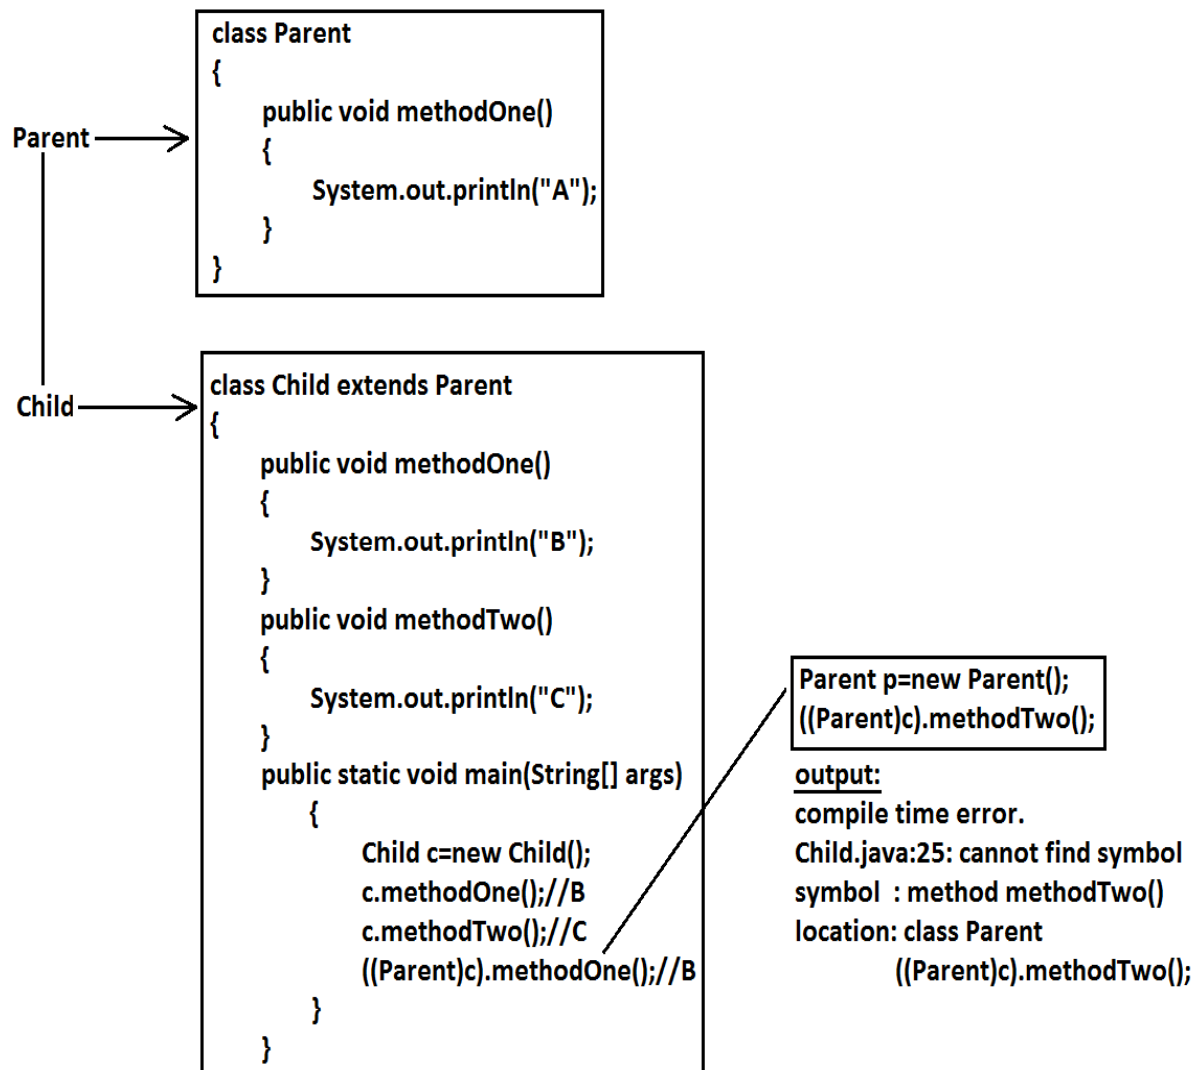 class Parent
{
public void methodOne()
Parent
{
System.out.println("A");
}
}
class Child extends Parent
Child
{
public void methodOne()
{
System.out.println("B");
}
public void methodTwo()
{
System.out.println("C");
}
public static void main(String[] args)
{
Child c=new Child();
c.methodOne();//B
c.methodTwo();//C
((Parent)c).methodOne();//B
}
}
Parent p=new Parent();
((Parent)c).methodTwo();
output:
compile time error.
Child.java:25: cannot find symbol
symbol  : method methodTwo()
location: class Parent
((Parent)c).methodTwo();